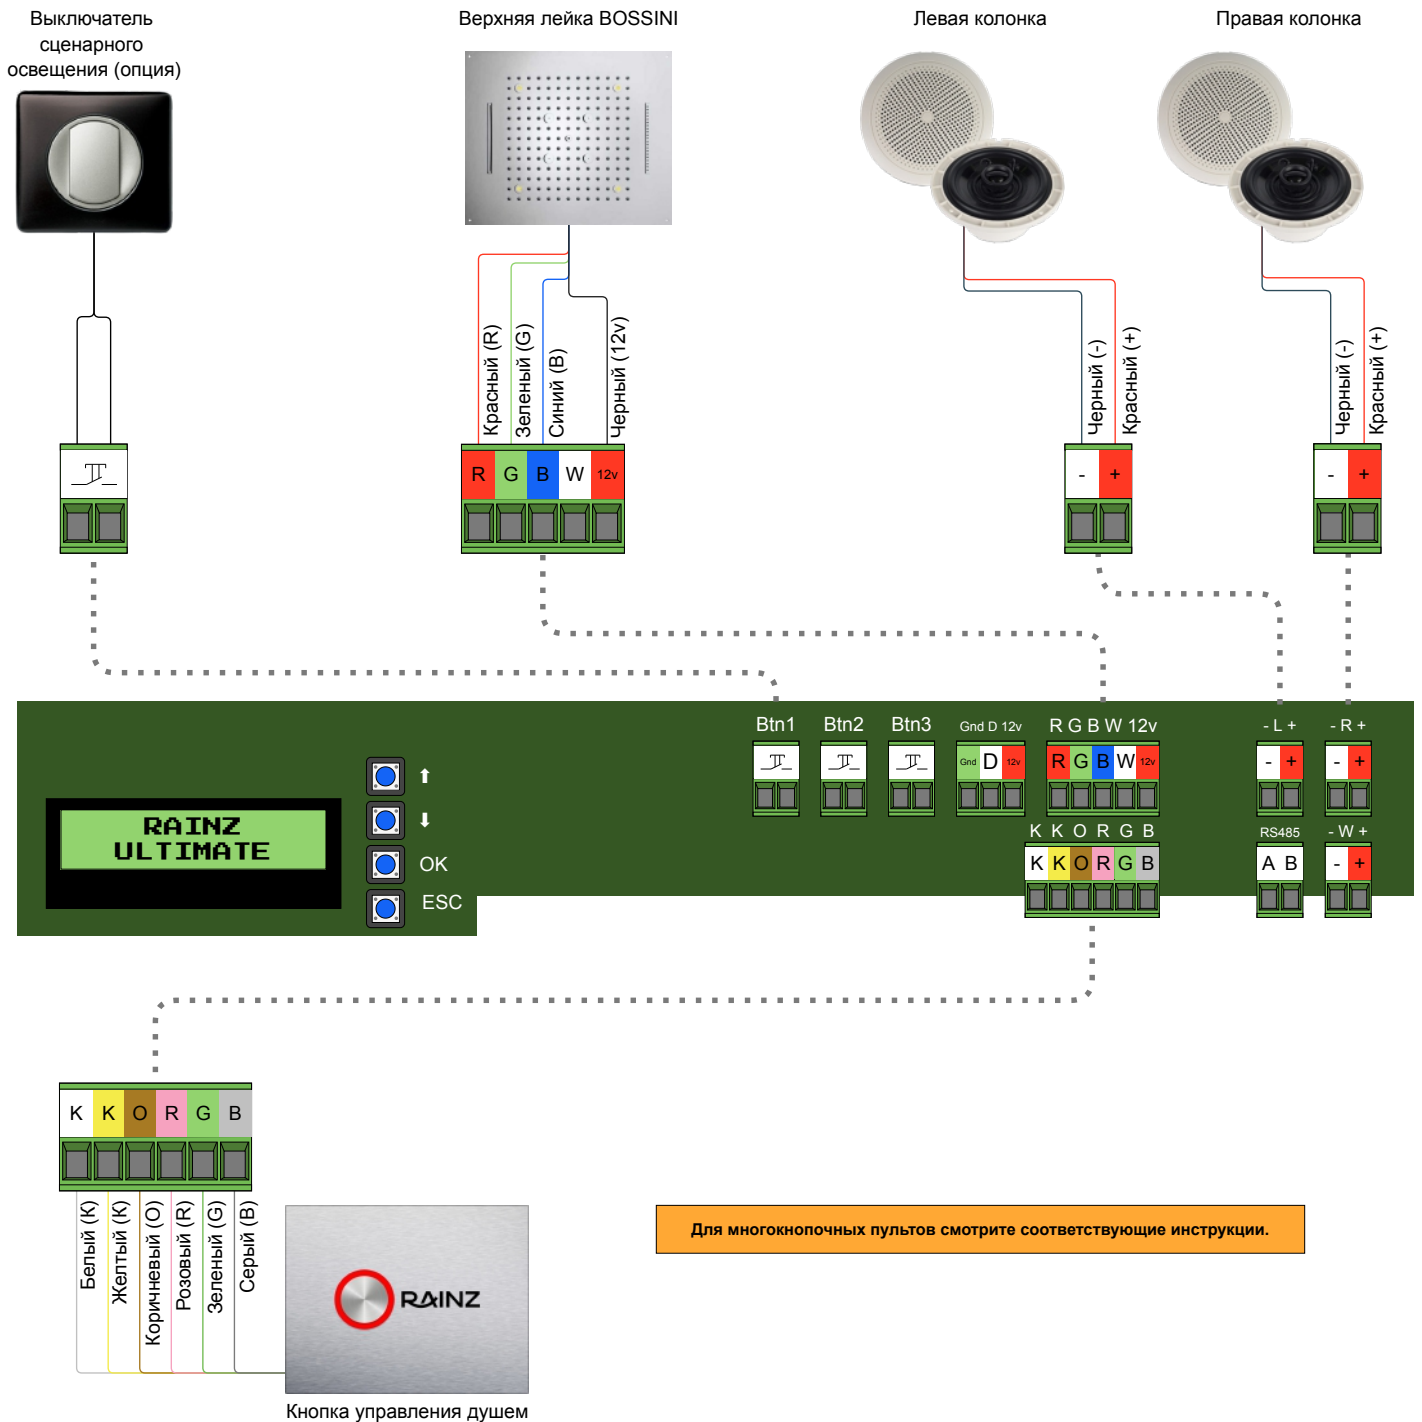 Выключатель
сценарного
освещения (опция)
Верхняя лейка BOSSINI
Левая колонка
Правая колонка
Красный (R)
Зеленый (G)
Синий (B)
Черный (12v)
Черный (-)
Красный (+)
Черный (-)
Красный (+)
R G B W 12v
- +
- +
Btn1
Btn2
Btn3
Gnd D 12v
R G B W 12v
- L +
- R +
Gnd D 12v
R G B W 12v
- +
- +
↑
↓
OK
ESC
RAINZ
ULTIMATE
K K O R G B
RS485
- W +
K K O R G B
A B
- +
K K O R G B
Белый (К)
Желтый (К)
Коричневый (О)
Розовый (R)
Зеленый (G)
Серый (B)
RAINZ
Для многокнопочных пультов смотрите соответствующие инструкции.
Кнопка управления душем